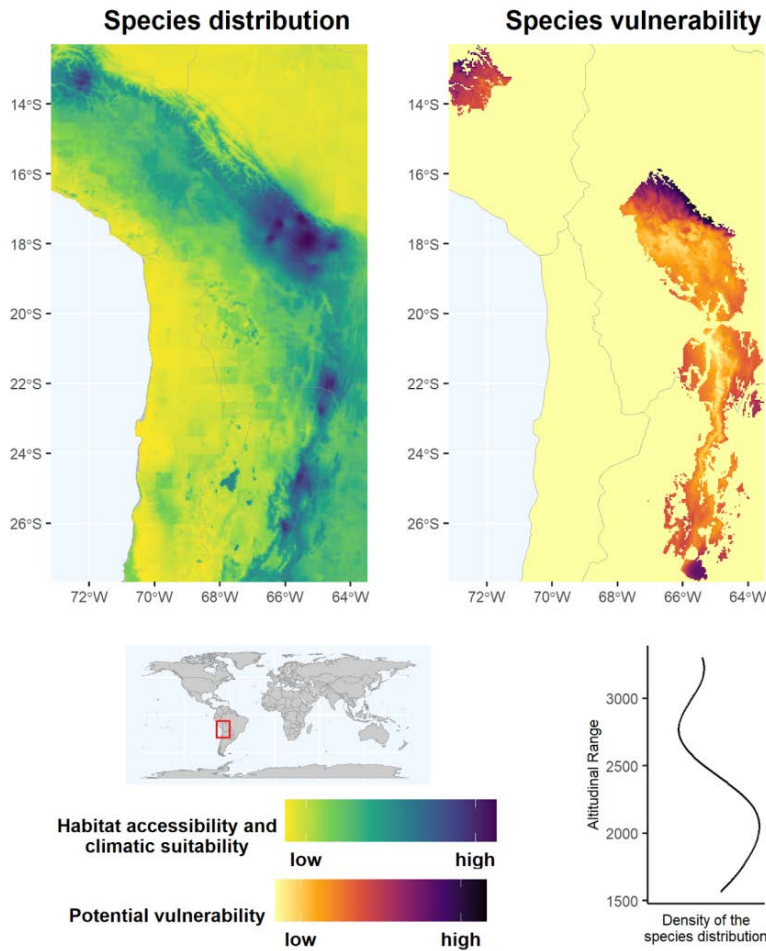 Species distribution
Species vulnerability
14°S
16°S
18°S
20°S
22°S
24°S
26°S
72°W 70°W 68°W 66°W 64°W
14°S
16°S
18°S
20°S
22°S
24°S
26°S
72°W 70°W 68°W 66°W 64°W
Habitat accessibility and
climatic suitability
low high
Potential vulnerability
low high
Altitudinal Range
3000
2500
2000
1500
Density of the
species distribution